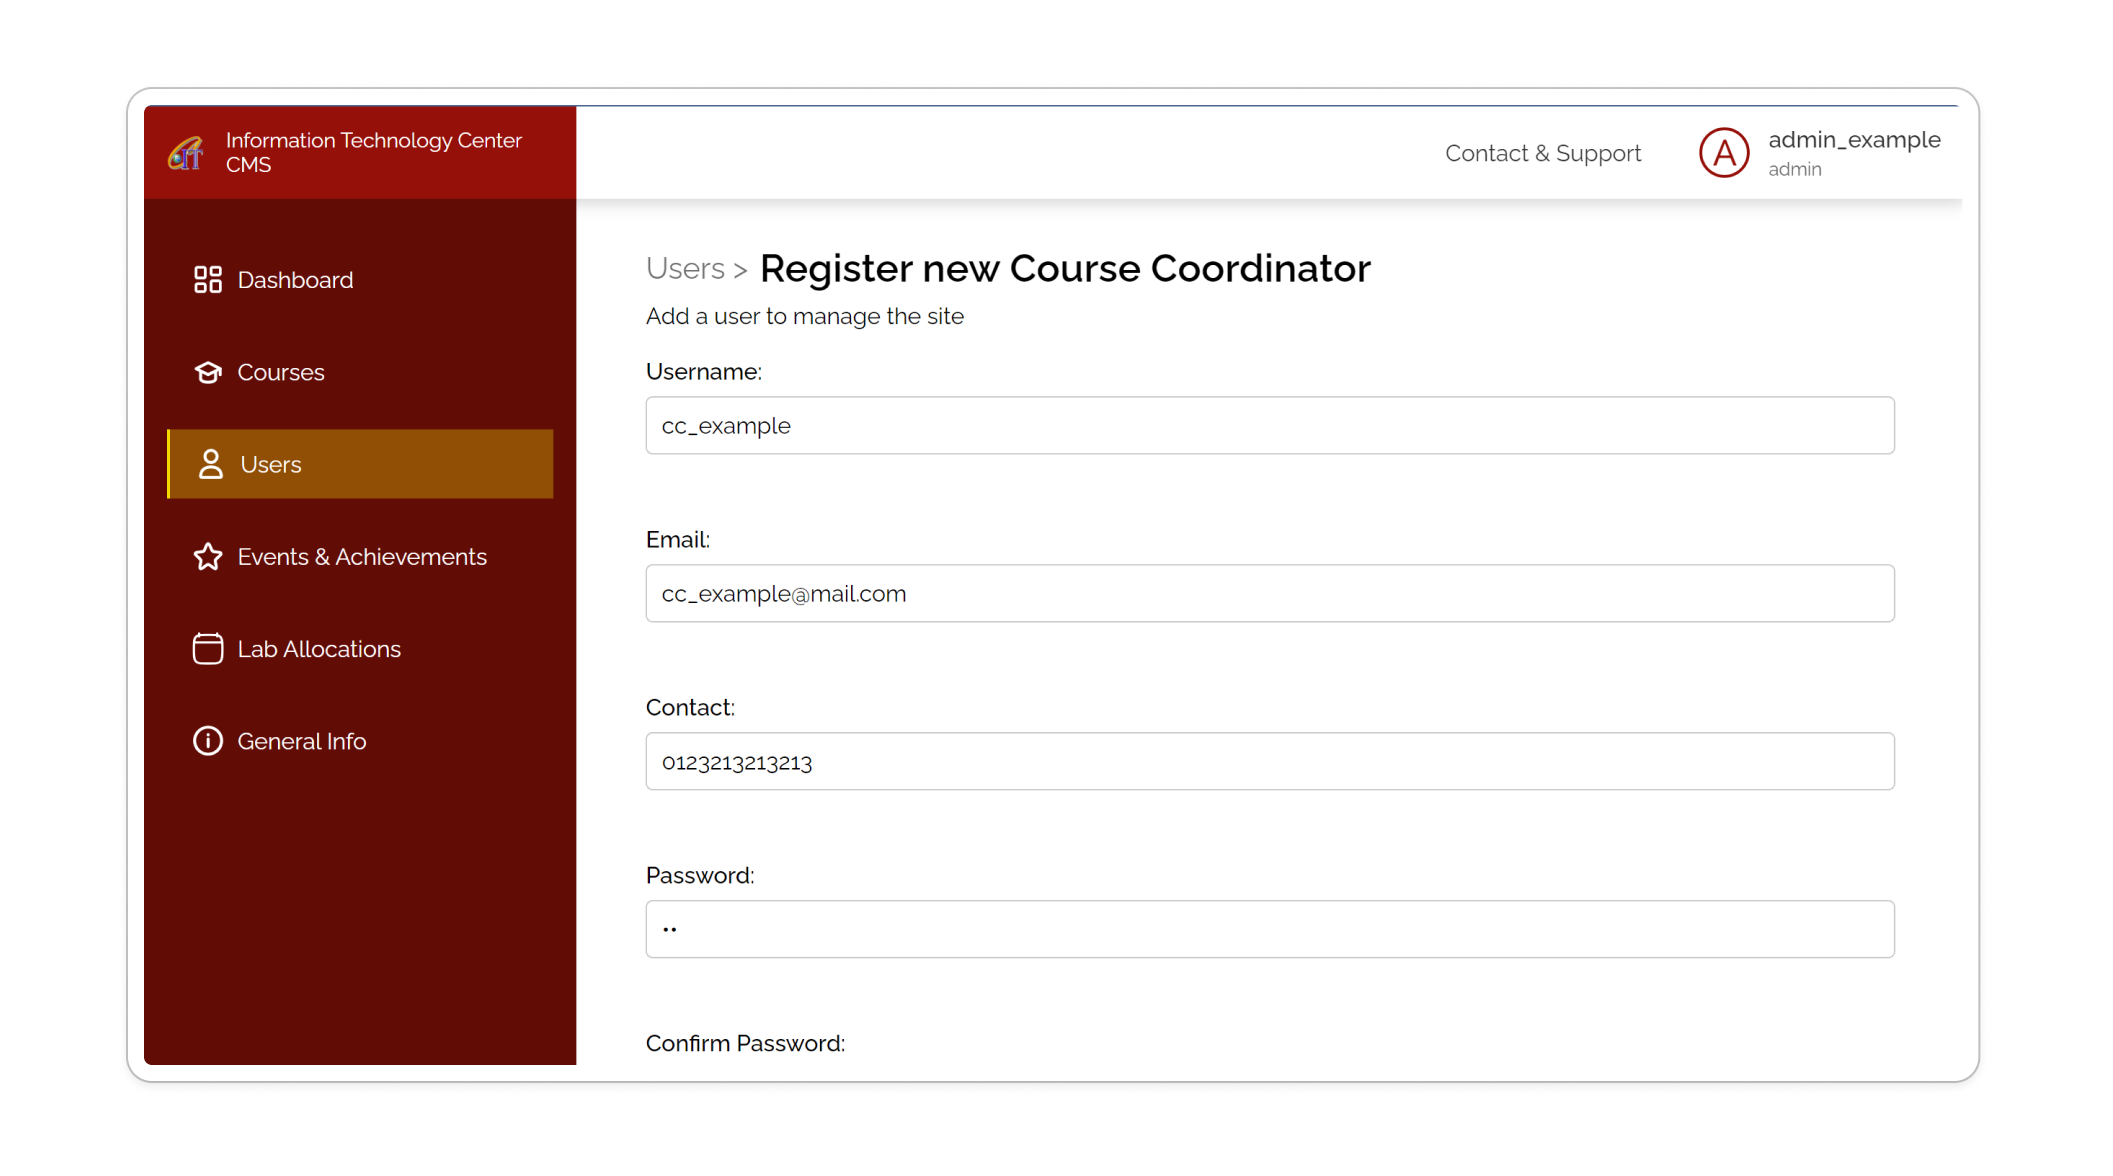 Information Technology Center
CMS
Contact & Support
A
admin_example
admin
Dashboard
Courses
Users
Events & Achievements
Lab Allocations
General Info
Users > Register new Course Coordinator
Add a user to manage the site
Username:
cc_example
Email:
cc_example@mail.com
Contact:
0123213213213
Password:
••
Confirm Password: